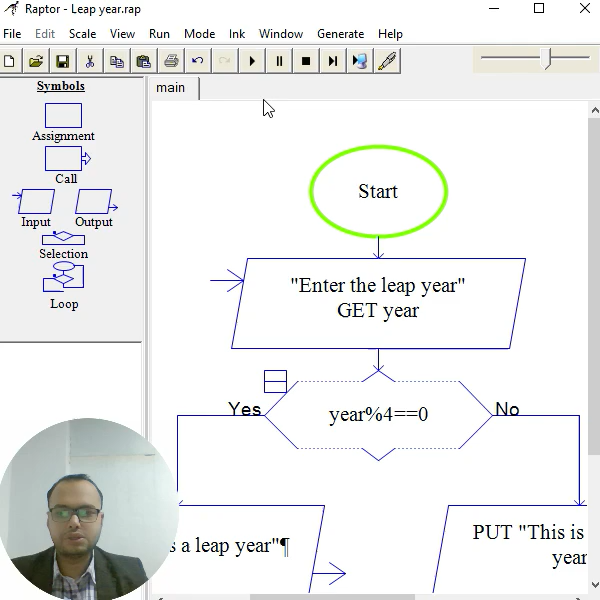 Raptor - Leap year.rap
File Edit Scale View Run Mode Ink Window Generate Help
Symbols
Assignment
Call
Input Output
Selection
Loop
main
Start
"Enter the leap year"
GET year
Yes
year%4==0
No
s a leap year"¶
PUT "This is
year